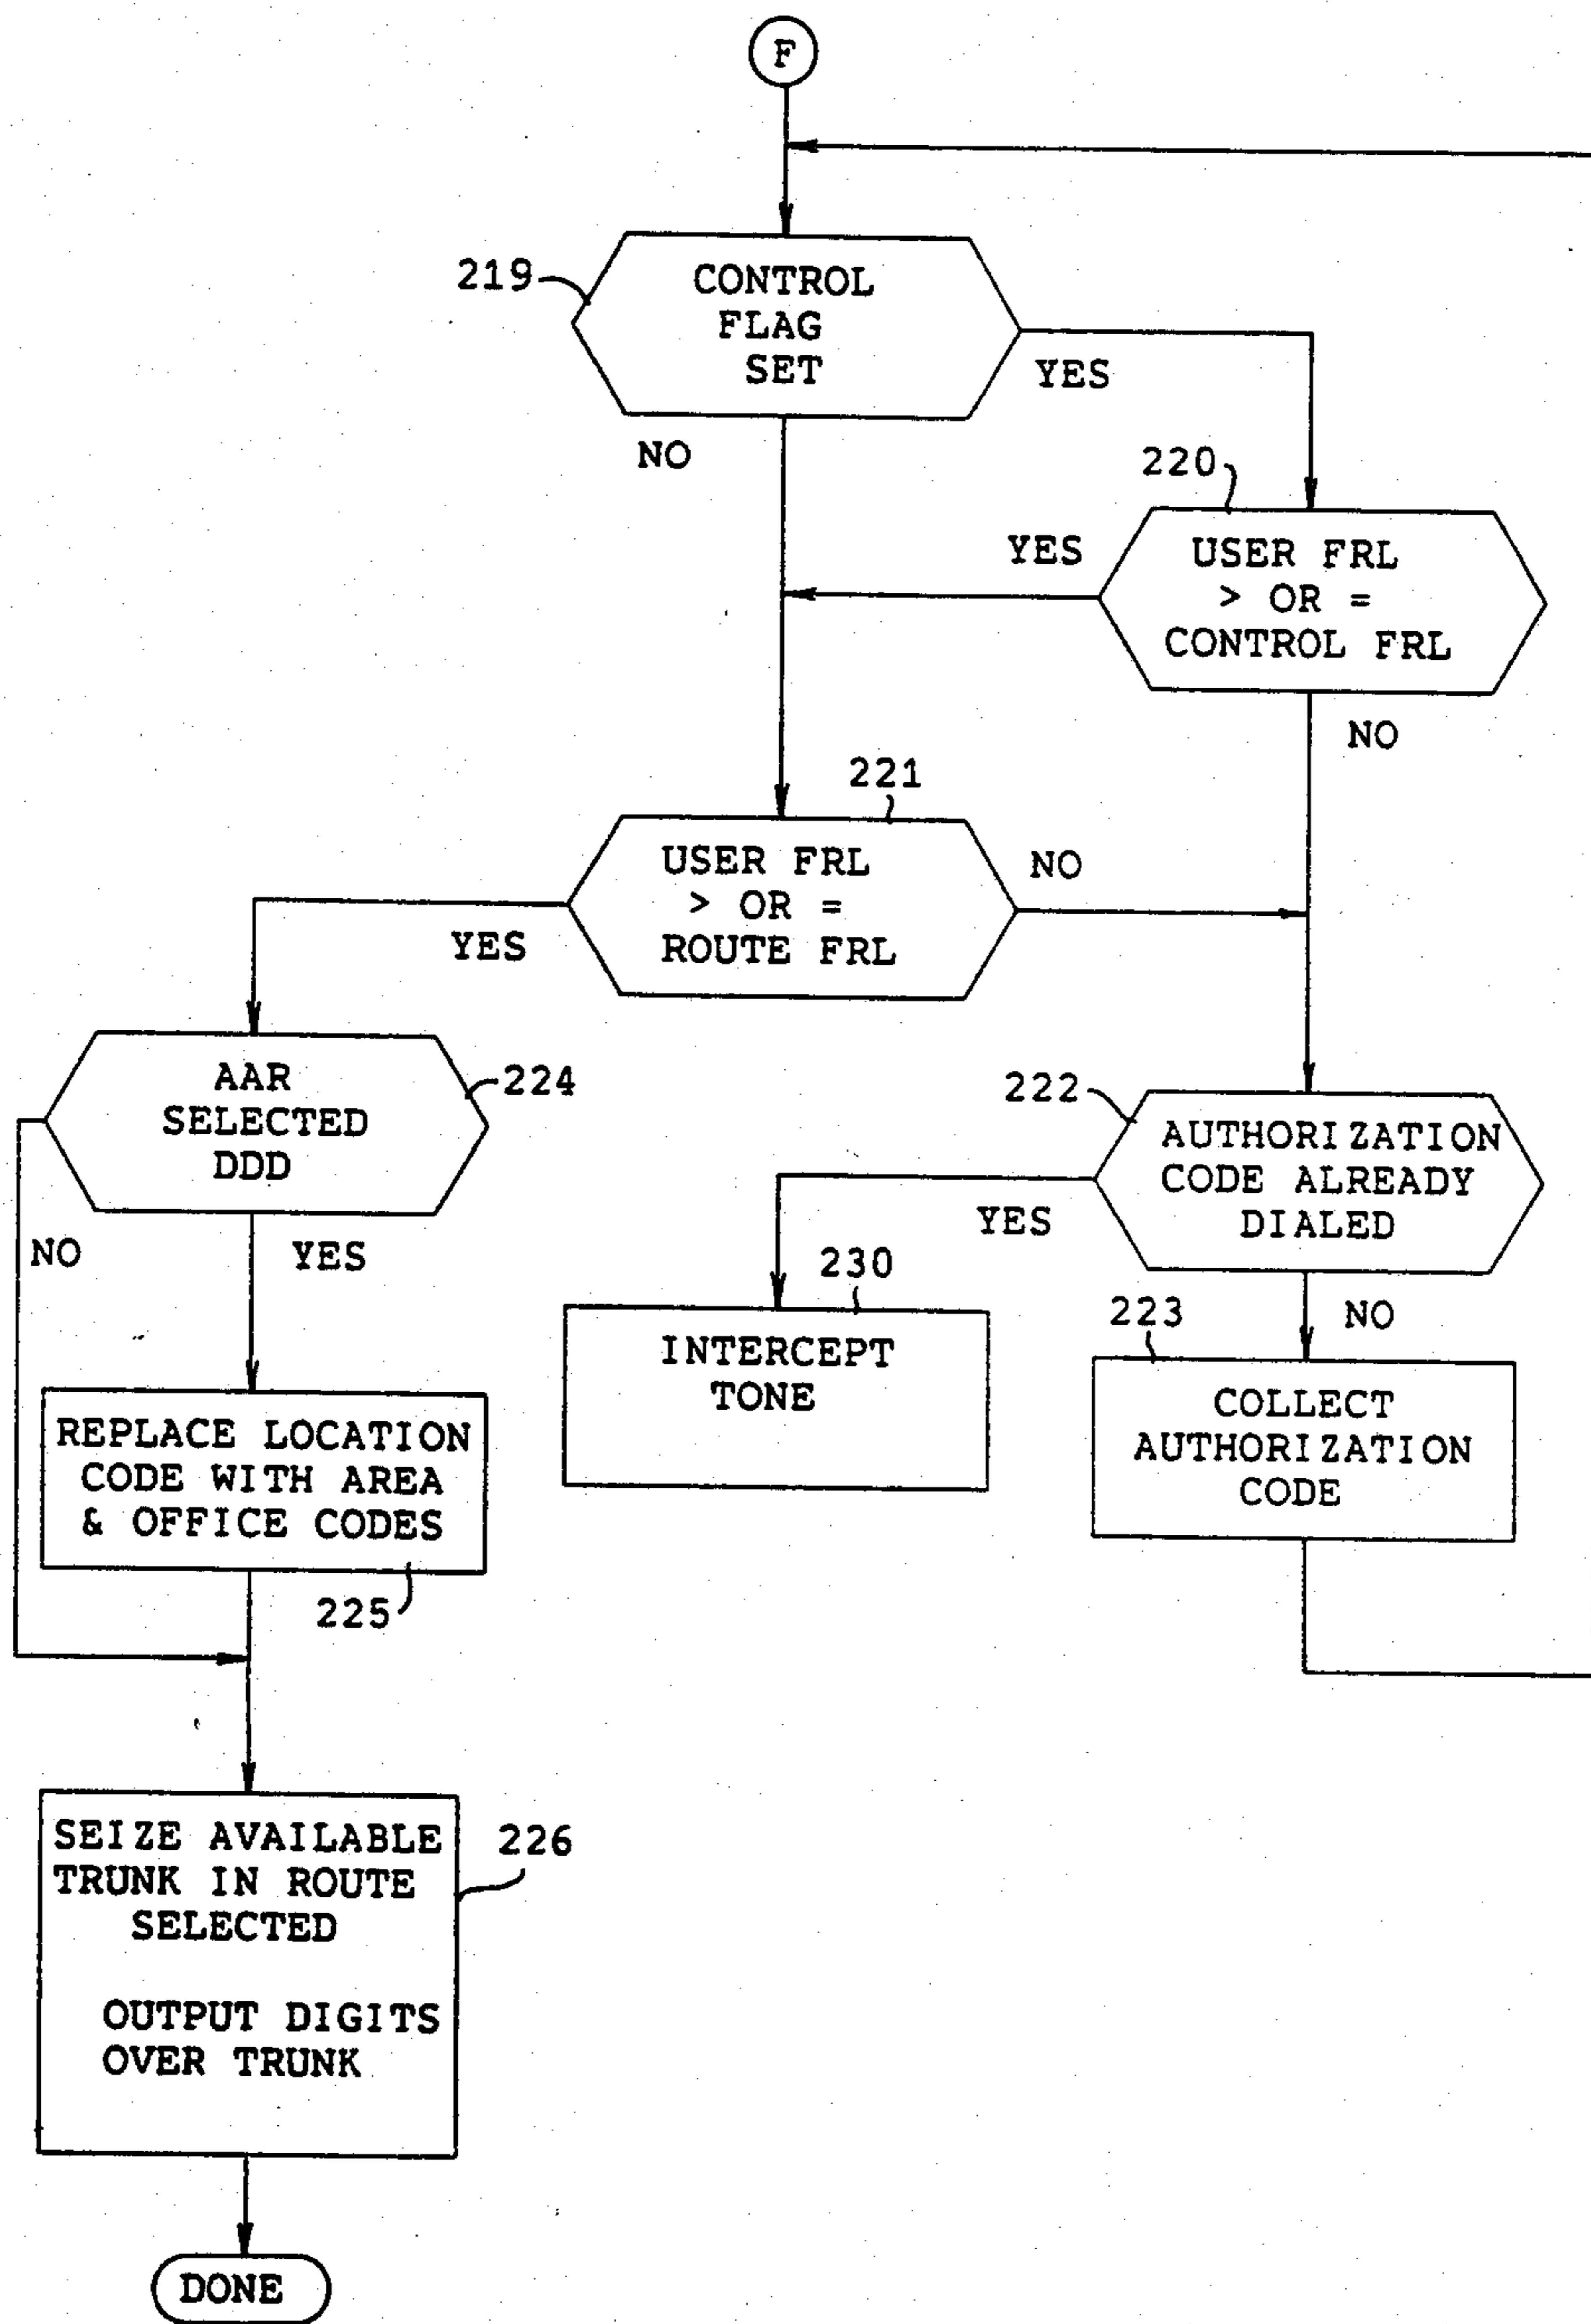 F
219
CONTROL
FLAG
SET
YES
NO
220
YES
USER FRL
> OR =
CONTROL FRL
NO
221
USER FRL
> OR =
ROUTE FRL
NO
YES
AAR
SELECTED
DDD
224
222
AUTHORIZATION
CODE ALREADY
DIALED
YES
NO
YES
230
INTERCEPT
TONE
223
NO
COLLECT
AUTHORIZATION
CODE
REPLACE LOCATION
CODE WITH AREA
& OFFICE CODES
225
SEIZE AVAILABLE
TRUNK IN ROUTE
SELECTED
OUTPUT DIGITS
OVER TRUNK
226
DONE